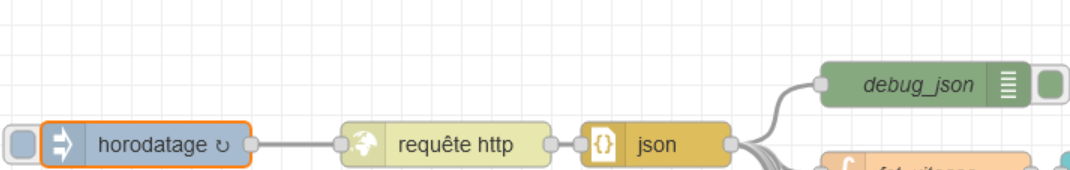 debug_json
horodatage ↻
requête http
{} json